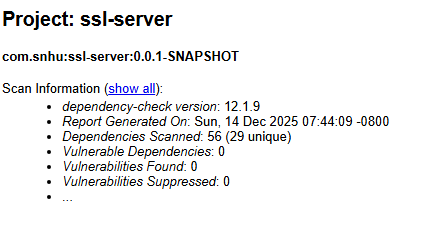 Project: ssl-server
com.snhu:ssl-server:0.0.1-SNAPSHOT
Scan Information (show all):
• dependency-check version: 12.1.9
• Report Generated On: Sun, 14 Dec 2025 07:44:09 -0800
• Dependencies Scanned: 56 (29 unique)
• Vulnerable Dependencies: 0
• Vulnerabilities Found: 0
• Vulnerabilities Suppressed: 0
• ...